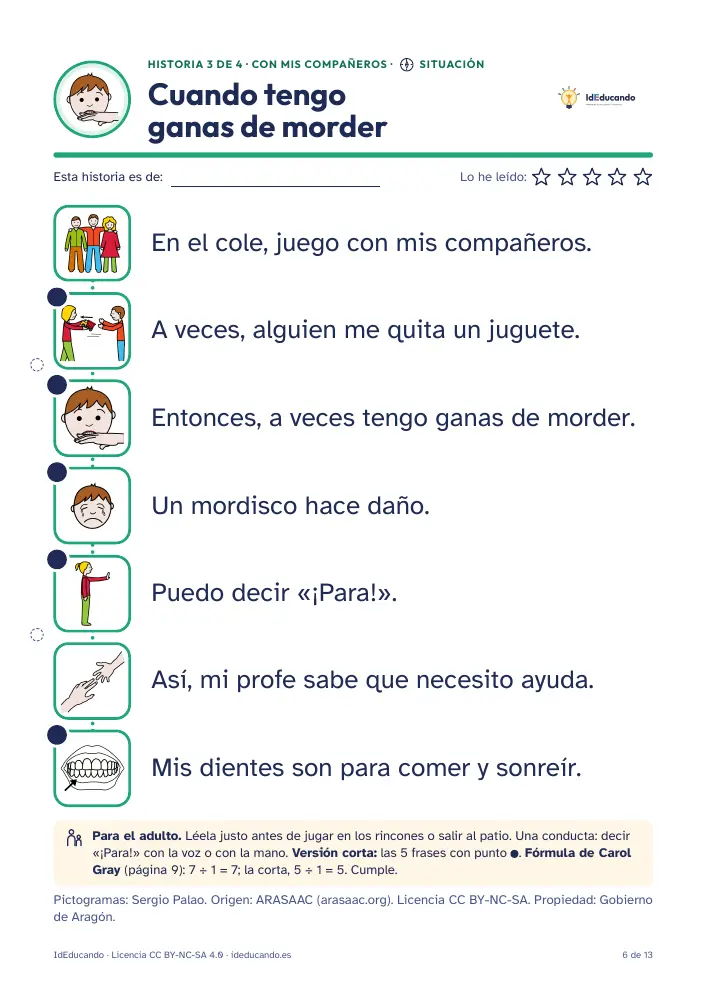 HISTORIA 3 DE 4 · CON MIS COMPAÑEROS · SITUACIÓN
Cuando tengo
ganas de morder
IdEducando
Esta historia es de:
Lo he leído:
En el cole, juego con mis compañeros.
A veces, alguien me quita un juguete.
Entonces, a veces tengo ganas de morder.
Un mordisco hace daño.
Puedo decir «¡Para!».
Así, mi profe sabe que necesito ayuda.
Mis dientes son para comer y sonreír.
Para el adulto. Léela justo antes de jugar en los rincones o salir al patio. Una conducta: decir
«¡Para!» con la voz o con la mano. Versión corta: las 5 frases con punto ●. Fórmula de Carol
Gray (página 9): 7 ÷ 1 = 7; la corta, 5 ÷ 1 = 5. Cumple.
Pictogramas: Sergio Palao. Origen: ARASAAC (arasaac.org). Licencia CC BY-NC-SA. Propiedad: Gobierno
de Aragón.
IdEducando · Licencia CC BY-NC-SA 4.0 · ideducando.es
6 de 13